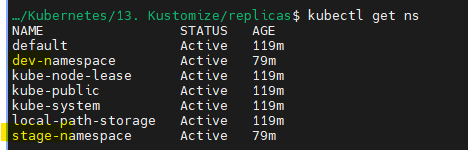 …/Kubernetes/13. Kustomize/replicas$ kubectl get ns
NAME STATUS AGE
default Active 119m
dev-namespace Active 79m
kube-node-lease Active 119m
kube-public Active 119m
kube-system Active 119m
local-path-storage Active 119m
stage-namespace Active 79m